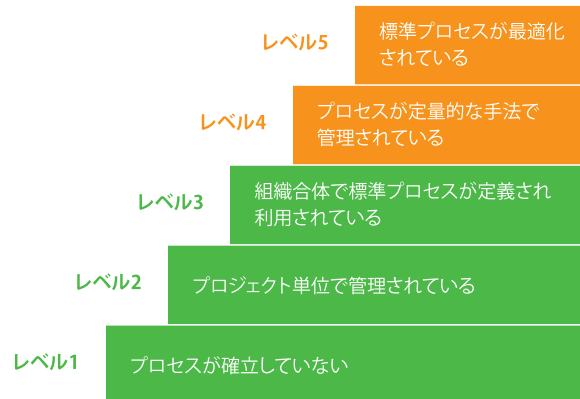 レベル5
標準プロセスが最適化
されている
レベル4
プロセスが定量的な手法で
管理されている
レベル3
組織合体で標準プロセスが定義され
利用されている
レベル2
プロジェクト単位で管理されている
レベル1
プロセスが確立していない